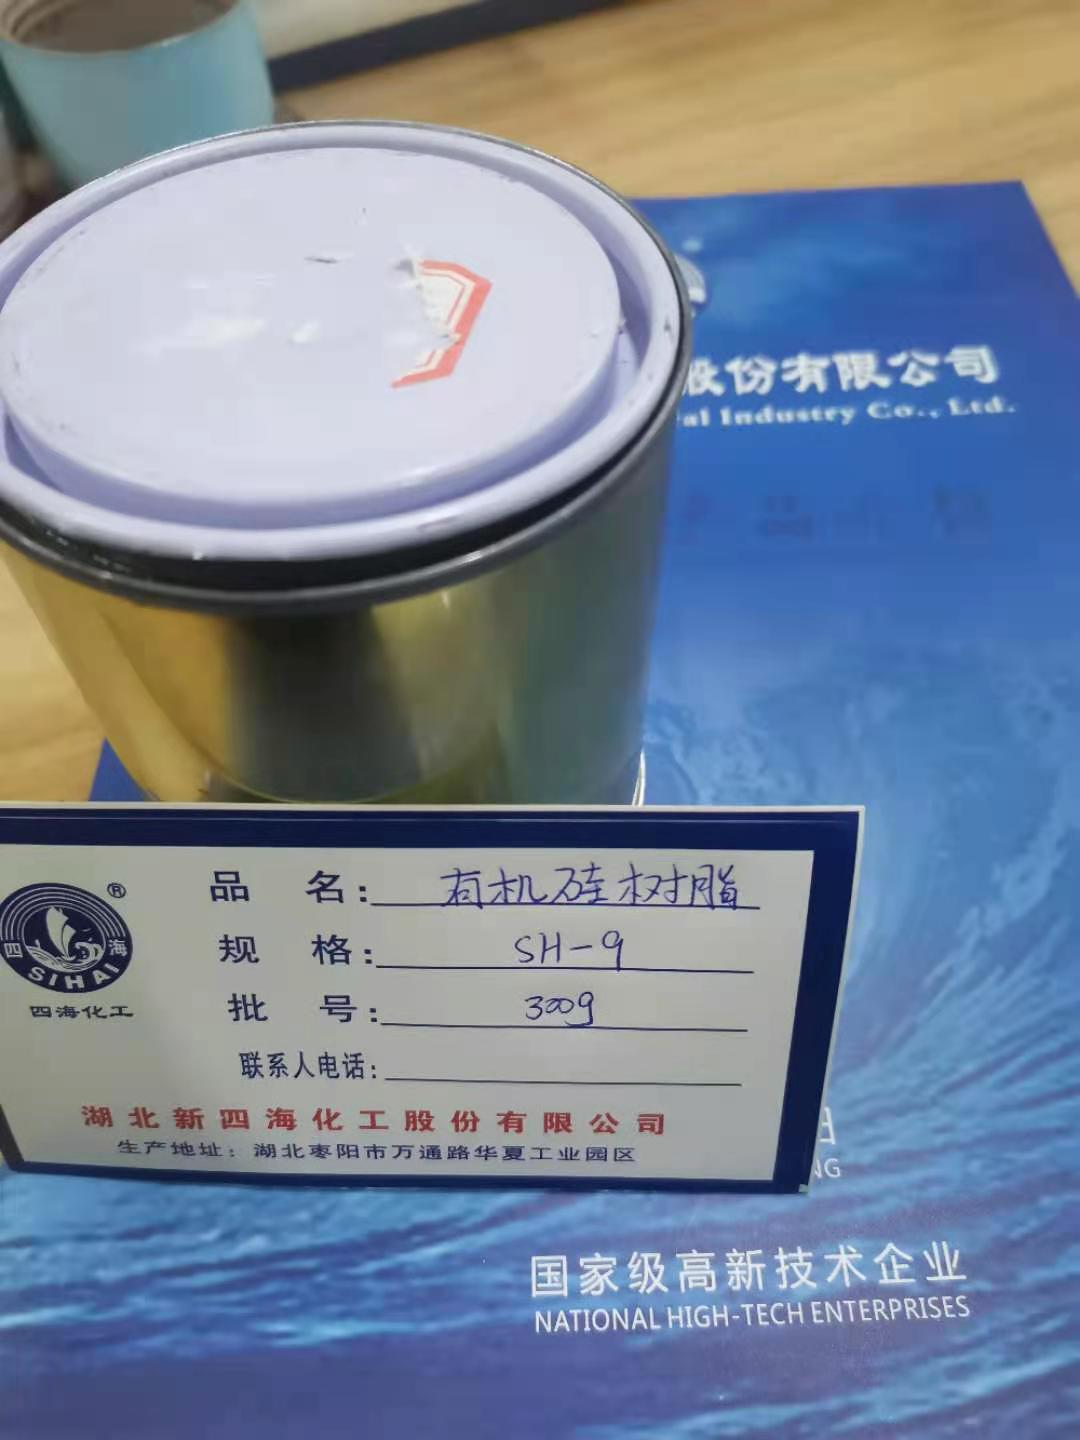 股份有限公司
al Industry Co., Ltd.
品 名: 有机硅树脂
规 格: SH-9
批 号: 300g
联系人电话:
®
四 海
SIHAI
四海化工
湖北新四海化工股份有限公司
生产地址: 湖北枣阳市万通路华夏工业园区
NG
国家级高新技术企业
NATIONAL HIGH-TECH ENTERPRISES